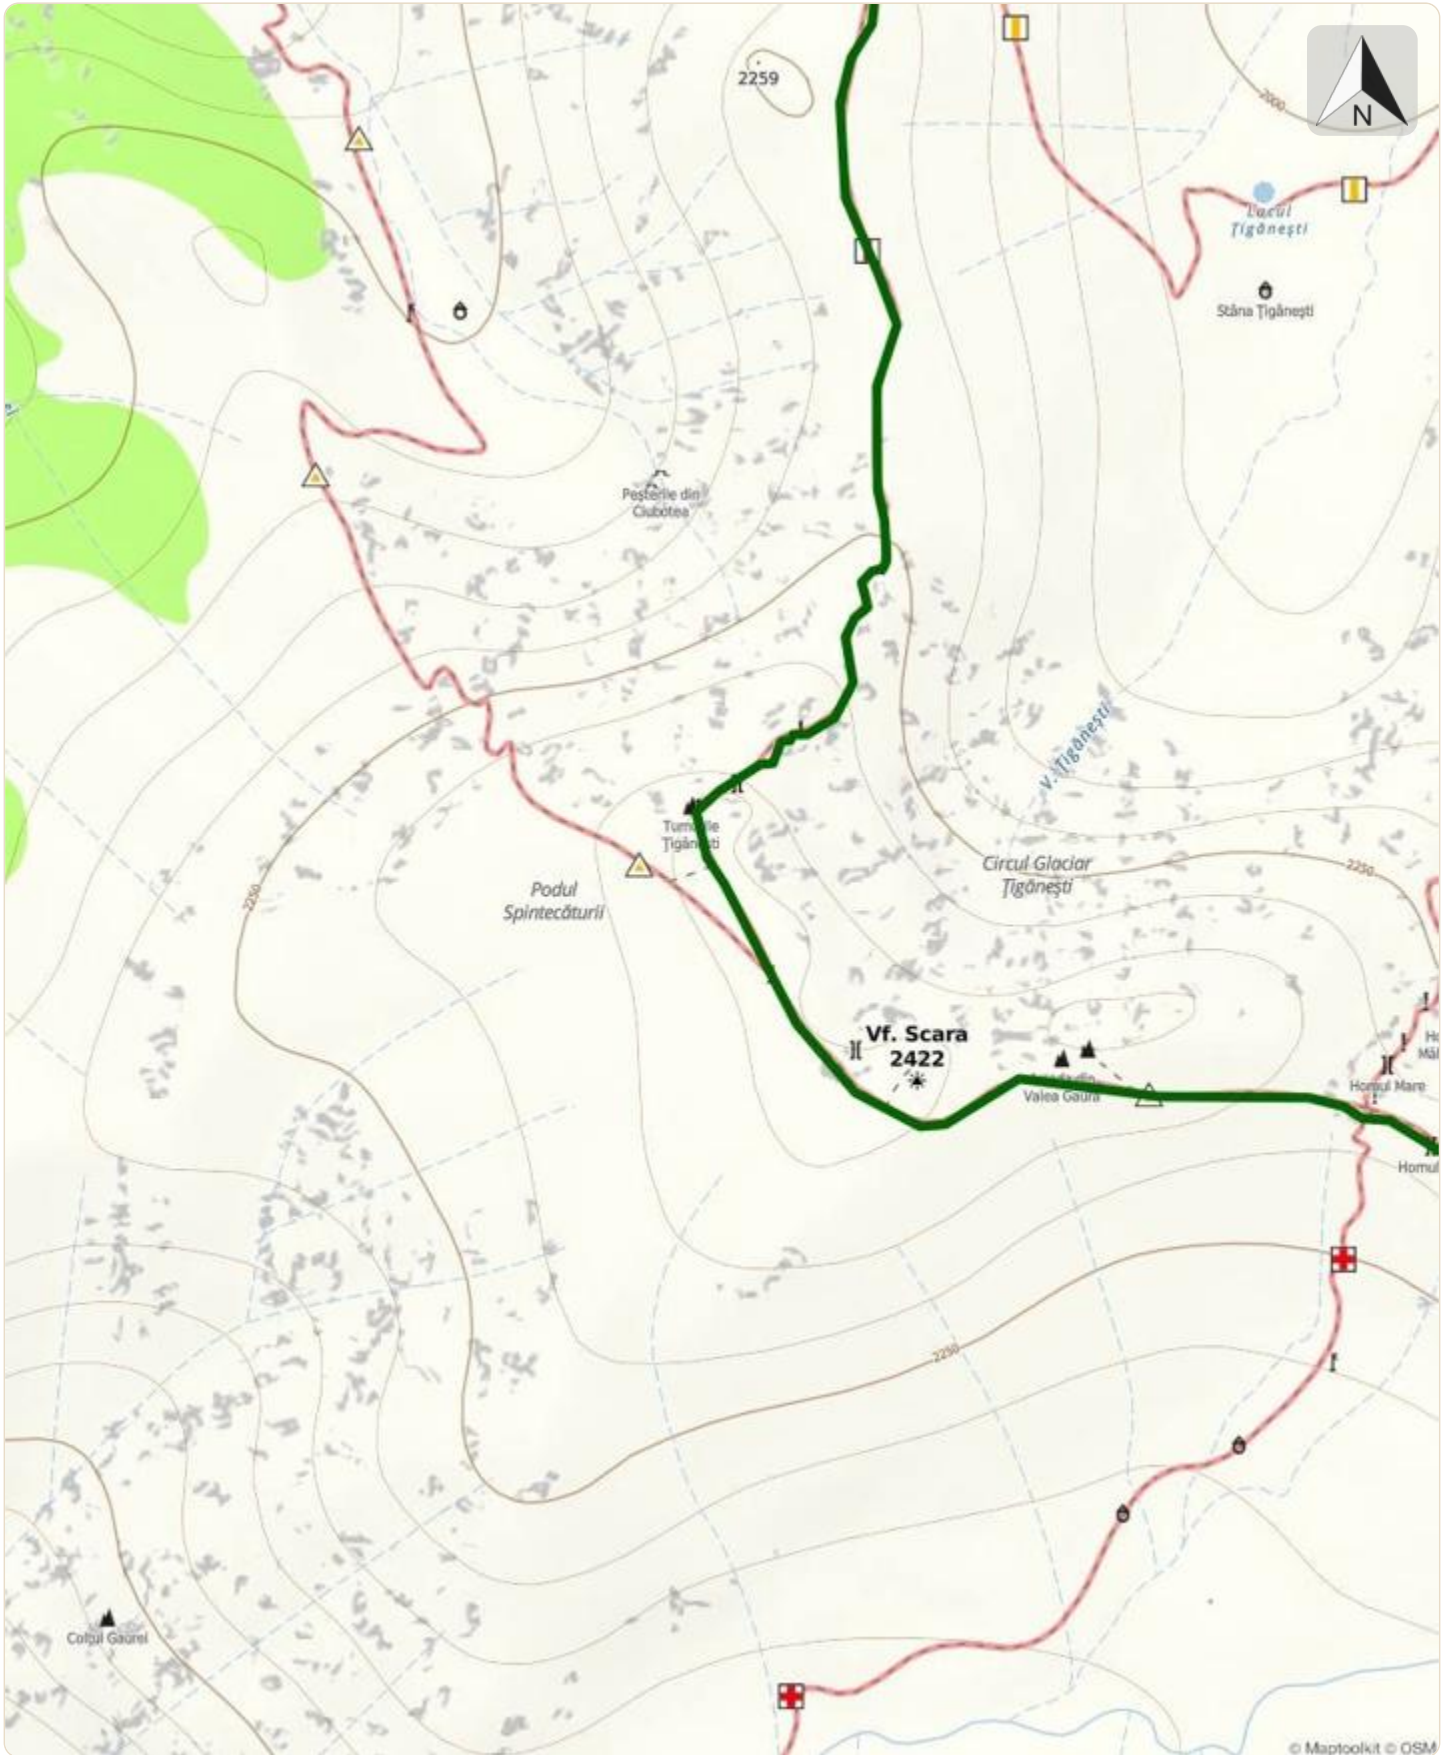 2259
N
2000
Lacul
Țigănești
Stâna Țigănești
Peșterile din
Ciubotea
V. Țigănești
Țigănești
Circul Glaciar
Țigănești
2250
Podul
Spintecăturii
2250
Vf. Scara
2422
Valea Gaura
Hornul Mare
Hornul
2250
Colțul Gaurei
© Maptoolkit © OSM